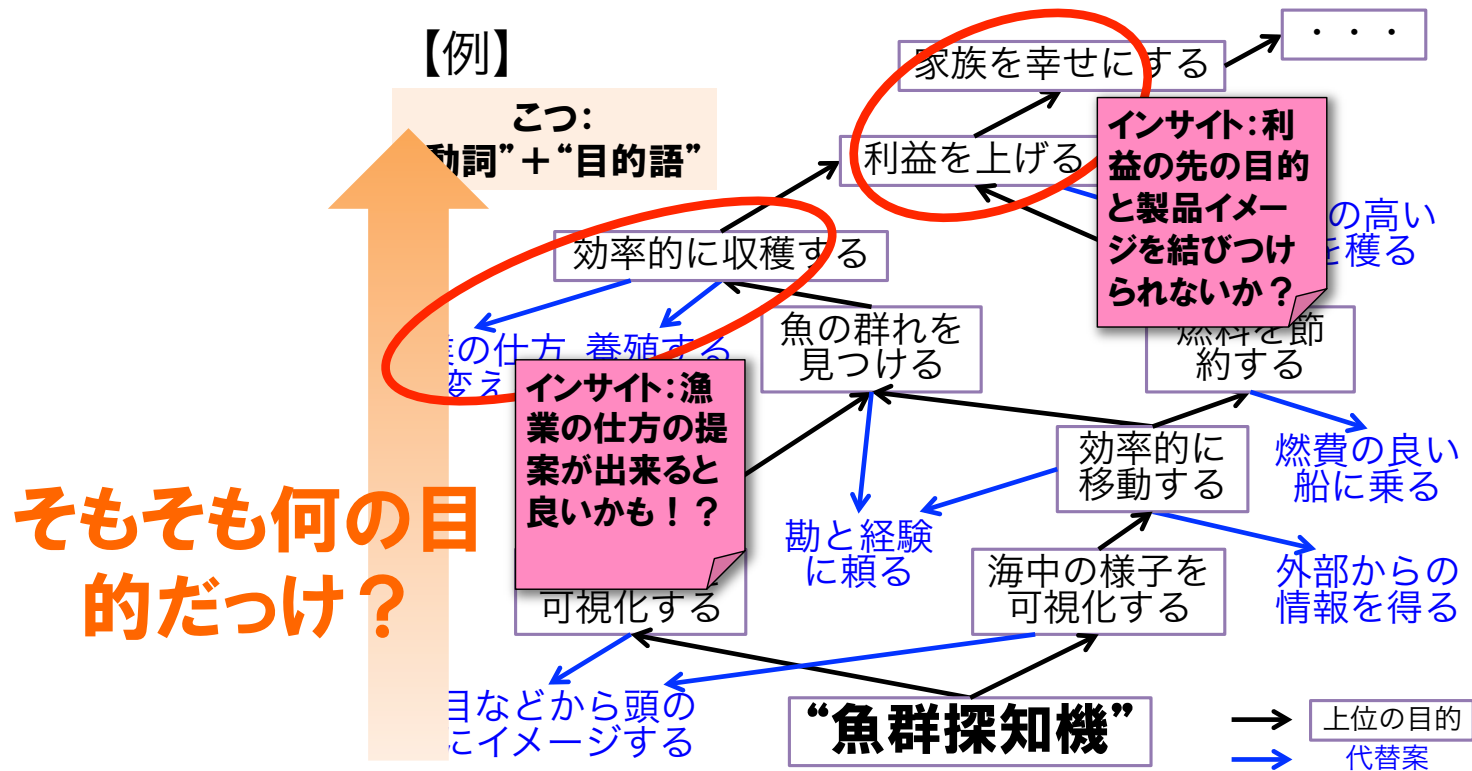 【例】
・・・
家族を幸せにする
こつ:
動詞”＋“目的語”
利益を上げる
インサイト:利
益の先の目的
と製品イメー
ジを結びつけ
られないか？
の高い
穫る
効率的に収穫する
の仕方
変え
養殖する
魚の群れを
見つける
燃料を節
約する
インサイト:漁
業の仕方の提
案が出来ると
良いかも！？
効率的に
移動する
燃費の良い
船に乗る
そもそも何の目
的だっけ？
勘と経験
に頼る
可視化する
海中の様子を
可視化する
外部からの
情報を得る
目などから頭の
にイメージする
“魚群探知機”
上位の目的
代替案